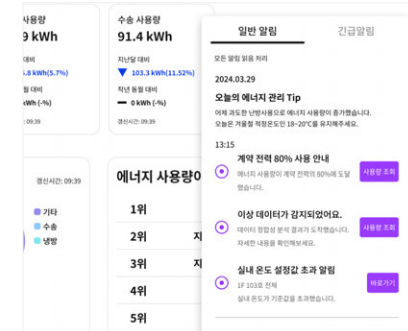 사용량
수송 사용량
9 kWh
91.4 kWh
대비
지난달 대비
.8 kWh(5.7%)
▼ 103.3 kWh(11.52%)
월 대비
작년 동월 대비
kWh (-%)
0 kWh (-%)
: 09:39
갱신시간: 09:39
갱신시간: 09:39
기타
수송
냉방
에너지 사용량이
1위
2위
지
3위
지
4위
5위
일반 알림
긴급알림
모든 알림 읽음 처리
2024.03.29
오늘의 에너지 관리 Tip
어제 과도한 난방사용으로 에너지 사용량이 증가했습니다.
오늘은 겨울철 적정온도인 18~20℃를 유지해주세요.
13:15
계약 전력 80% 사용 안내
에너지 사용량이 계약 전력의 80%에 도달
했습니다.
사용량 조회
이상 데이터가 감지되었어요.
데이터 정합성 분석 결과가 도착했습니다.
자세한 내용을 확인해보세요.
사용량 조회
실내 온도 설정값 초과 알림
1F 103호 전체
실내 온도가 기준값을 초과했습니다.
바로가기